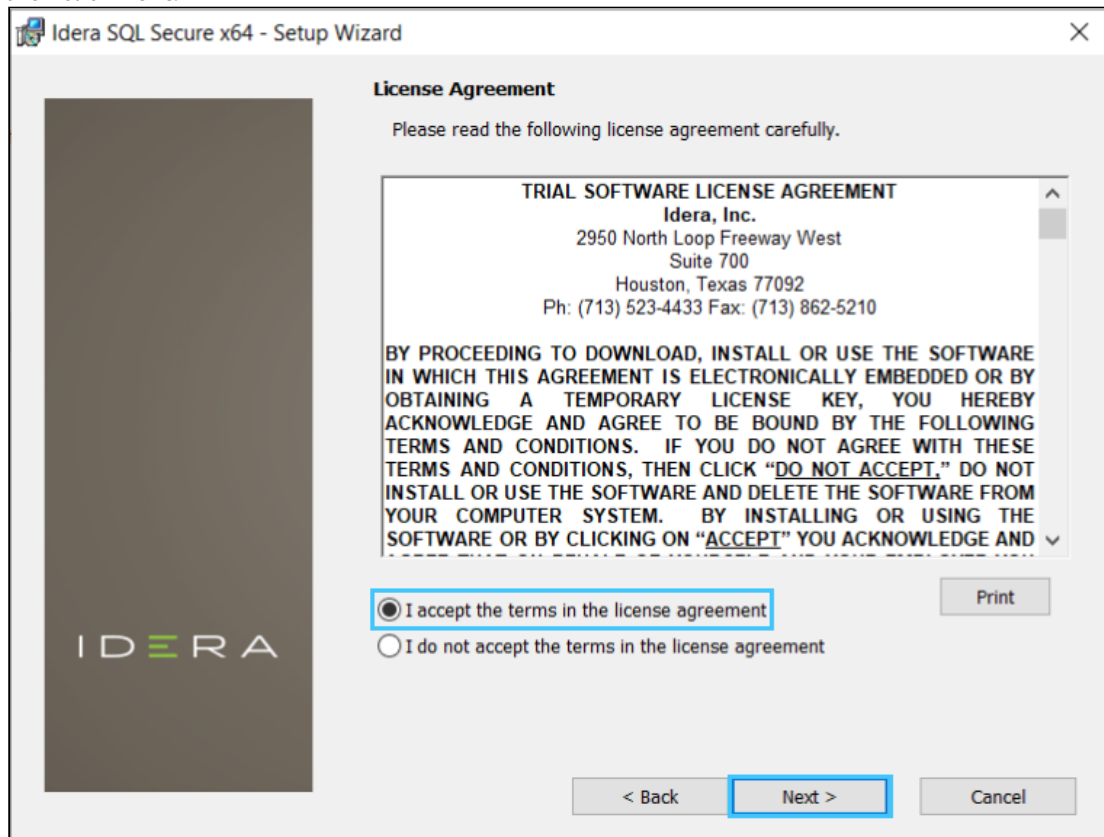 Idera SQL Secure x64 - Setup Wizard
License Agreement
Please read the following license agreement carefully.
TRIAL SOFTWARE LICENSE AGREEMENT
Idera, Inc.
2950 North Loop Freeway West
Suite 700
Houston, Texas 77092
Ph: (713) 523-4433 Fax: (713) 862-5210
BY PROCEEDING TO DOWNLOAD, INSTALL OR USE THE SOFTWARE
IN WHICH THIS AGREEMENT IS ELECTRONICALLY EMBEDDED OR BY
OBTAINING A TEMPORARY LICENSE KEY, YOU HEREBY
ACKNOWLEDGE AND AGREE TO BE BOUND BY THE FOLLOWING
TERMS AND CONDITIONS. IF YOU DO NOT AGREE WITH THESE
TERMS AND CONDITIONS, THEN CLICK “DO NOT ACCEPT,” DO NOT
INSTALL OR USE THE SOFTWARE AND DELETE THE SOFTWARE FROM
YOUR COMPUTER SYSTEM. BY INSTALLING OR USING THE
SOFTWARE OR BY CLICKING ON “ACCEPT” YOU ACKNOWLEDGE AND
I accept the terms in the license agreement
Print
I do not accept the terms in the license agreement
IDERA
< Back
Next >
Cancel